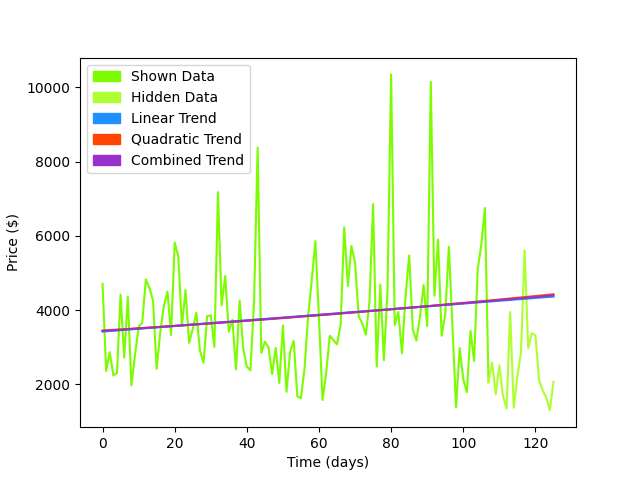 Shown Data
Hidden Data
Linear Trend
Quadratic Trend
Combined Trend
10000
8000
6000
4000
2000
Price ($)
0 20 40 60 80 100 120
Time (days)